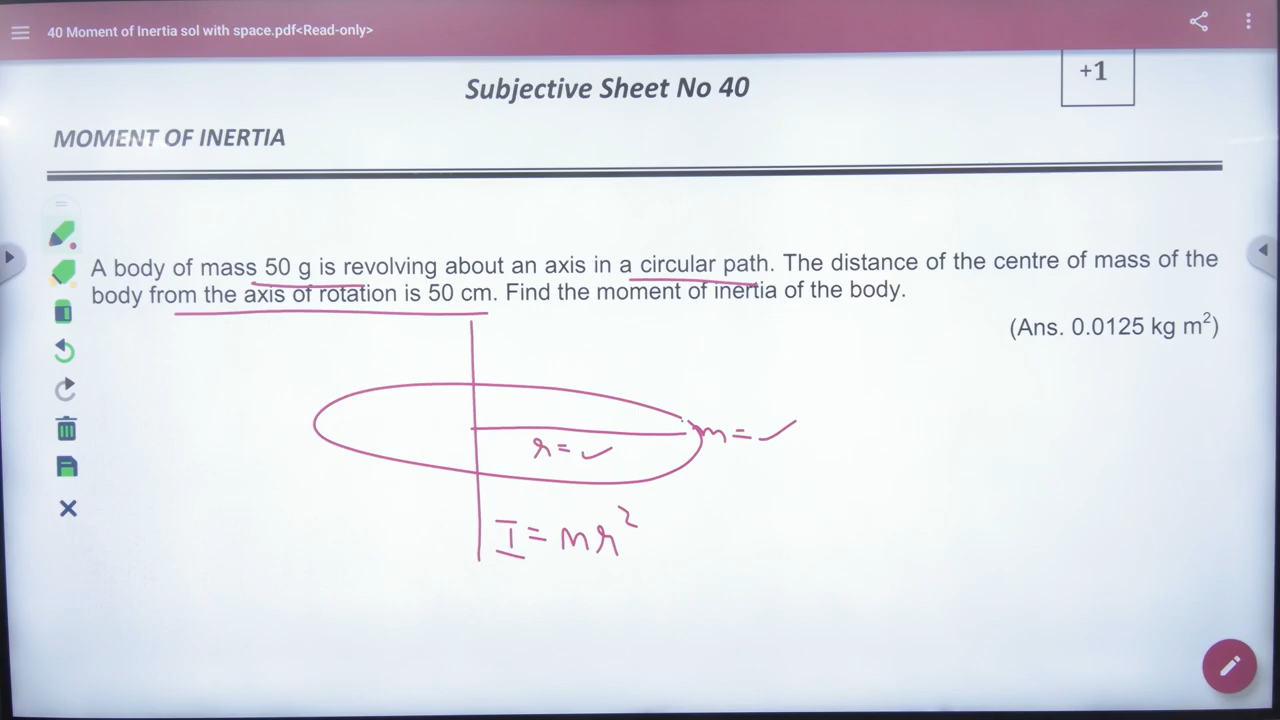 40 Moment of Inertia sol with space.pdf<Read-only>
Subjective Sheet No 40
+1
MOMENT OF INERTIA
A body of mass 50 g is revolving about an axis in a circular path. The distance of the centre of mass of the
body from the axis of rotation is 50 cm. Find the moment of inertia of the body.
(Ans. 0.0125 kg m²)
m = ✓
r = ✓
I = mr²